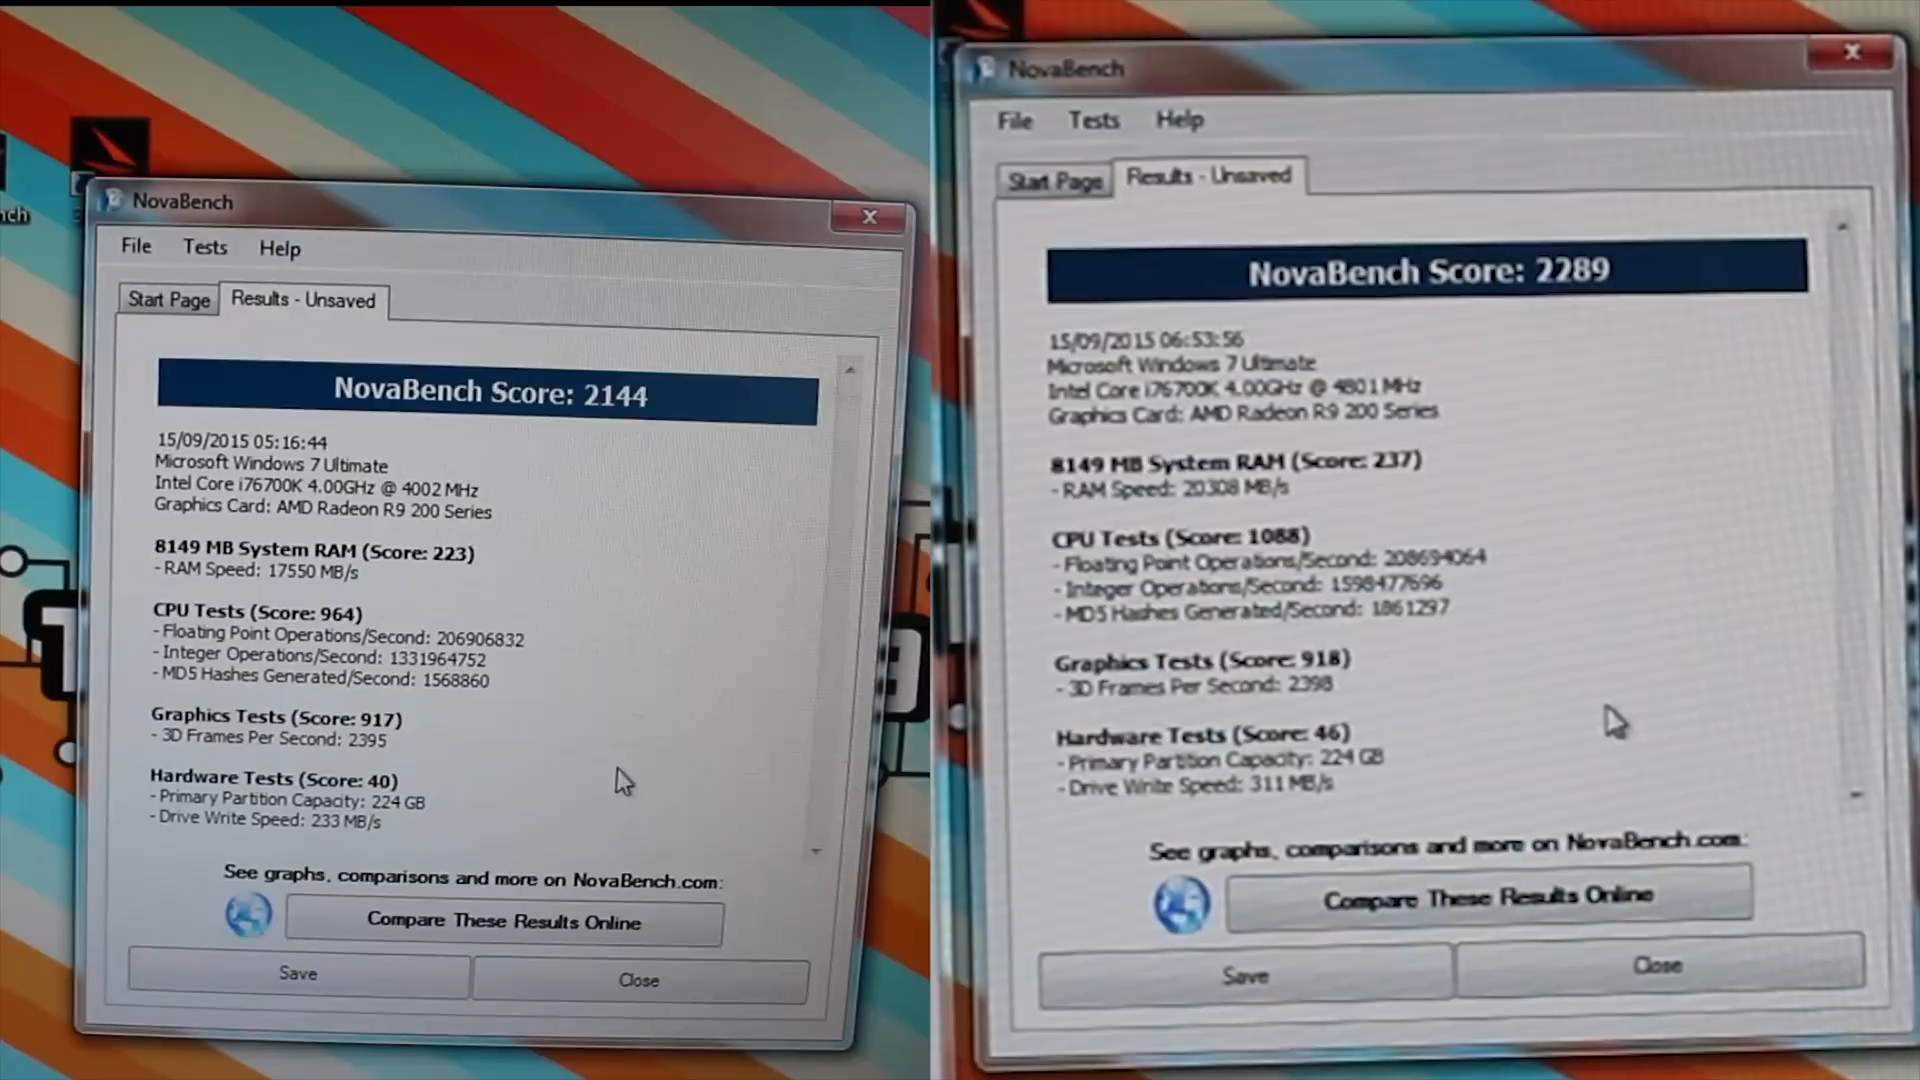 nch
NovaBench
File Tests Help
Start Page Results - Unsaved
NovaBench Score: 2144
15/09/2015 05:16:44
Microsoft Windows 7 Ultimate
Intel Core i76700K 4.00GHz @ 4002 MHz
Graphics Card: AMD Radeon R9 200 Series
8149 MB System RAM (Score: 223)
- RAM Speed: 17550 MB/s
CPU Tests (Score: 964)
- Floating Point Operations/Second: 206906832
- Integer Operations/Second: 1331964752
- MD5 Hashes Generated/Second: 1568860
Graphics Tests (Score: 917)
- 3D Frames Per Second: 2395
Hardware Tests (Score: 40)
- Primary Partition Capacity: 224 GB
- Drive Write Speed: 233 MB/s
See graphs, comparisons and more on NovaBench.com:
Compare These Results Online
Save Close
NovaBench
File Tests Help
Start Page Results - Unsaved
NovaBench Score: 2289
15/09/2015 06:53:56
Microsoft Windows 7 Ultimate
Intel Core i76700K 4.00GHz @ 4801 MHz
Graphics Card: AMD Radeon R9 200 Series
8149 MB System RAM (Score: 237)
- RAM Speed: 20308 MB/s
CPU Tests (Score: 1088)
- Floating Point Operations/Second: 208694064
- Integer Operations/Second: 1598477696
- MD5 Hashes Generated/Second: 1861297
Graphics Tests (Score: 918)
- 3D Frames Per Second: 2398
Hardware Tests (Score: 46)
- Primary Partition Capacity: 224 GB
- Drive Write Speed: 311 MB/s
See graphs, comparisons and more on NovaBench.com:
Compare These Results Online
Save Close